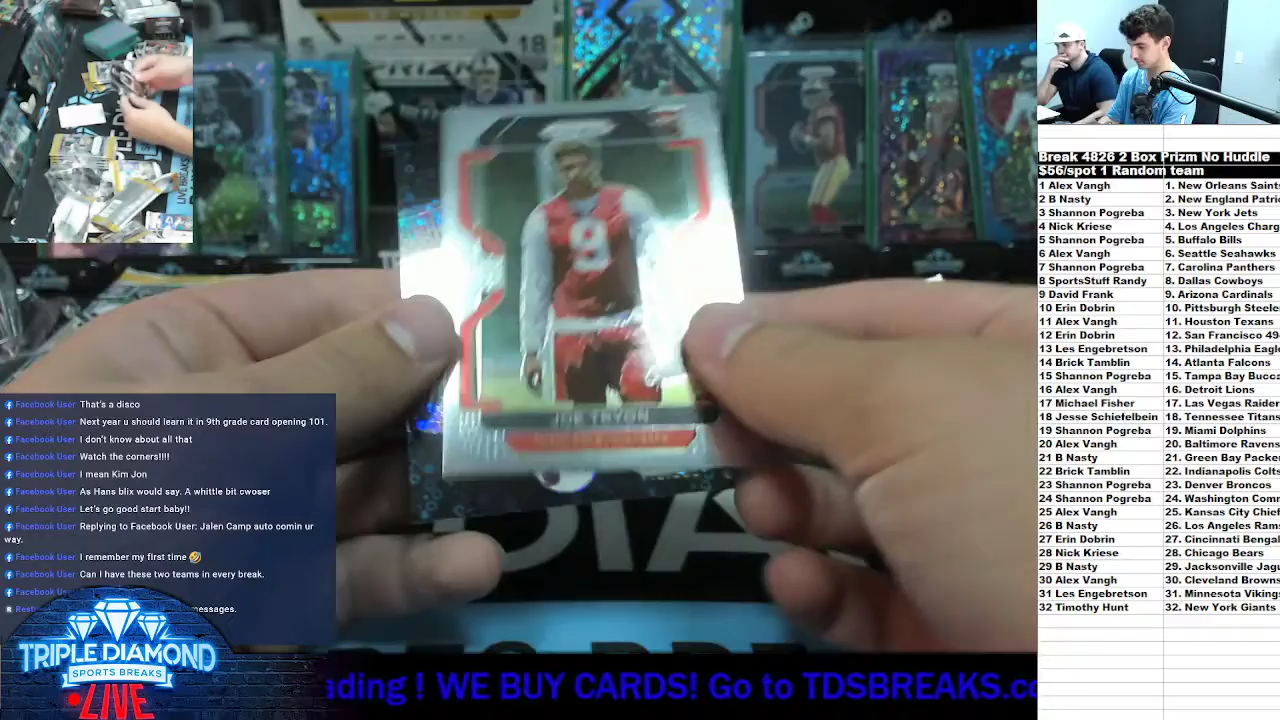 18
9
JOE TRYON
Facebook User That's a disco
Facebook User Next year u should learn it in 9th grade card opening 101.
Facebook User I don't know about all that
Facebook User Watch the corners!!!!
Facebook User I mean Kim Jon
Facebook User As Hans blix would say. A whittle bit cwoser
Facebook User Let's go good start baby!!
Facebook User Replying to Facebook User: Jalen Camp auto comin ur
way.
Facebook User I remember my first time 🤣
Facebook User Can I have these two teams in every break.
messages.
TRIPLE DIAMOND
SPORTS BREAKS
LIVE
ading ! WE BUY CARDS! Go to TDSBREAKS.co
Break 4826 2 Box Prizm No Huddle
$56/spot 1 Random team
1 Alex Vangh 1. New Orleans Saint
2 B Nasty 2. New England Patri
3 Shannon Pogreba 3. New York Jets
4 Nick Kriese 4. Los Angeles Charg
5 Shannon Pogreba 5. Buffalo Bills
6 Alex Vangh 6. Seattle Seahawks
7 Shannon Pogreba 7. Carolina Panthers
8 SportsStuff Randy 8. Dallas Cowboys
9 David Frank 9. Arizona Cardinals
10 Erin Dobrin 10. Pittsburgh Steele
11 Alex Vangh 11. Houston Texans
12 Erin Dobrin 12. San Francisco 49
13 Les Engebretson 13. Philadelphia Eagl
14 Brick Tamblin 14. Atlanta Falcons
15 Shannon Pogreba 15. Tampa Bay Bucca
16 Alex Vangh 16. Detroit Lions
17 Michael Fisher 17. Las Vegas Raider
18 Jesse Schiefelbein 18. Tennessee Titans
19 Shannon Pogreba 19. Miami Dolphins
20 Alex Vangh 20. Baltimore Ravens
21 B Nasty 21. Green Bay Packe
22 Brick Tamblin 22. Indianapolis Colts
23 Shannon Pogreba 23. Denver Broncos
24 Shannon Pogreba 24. Washington Com
25 Alex Vangh 25. Kansas City Chief
26 B Nasty 26. Los Angeles Ram
27 Erin Dobrin 27. Cincinnati Bengal
28 Nick Kriese 28. Chicago Bears
29 B Nasty 29. Jacksonville Jagu
30 Alex Vangh 30. Cleveland Browns
31 Les Engebretson 31. Minnesota Viking
32 Timothy Hunt 32. New York Giants